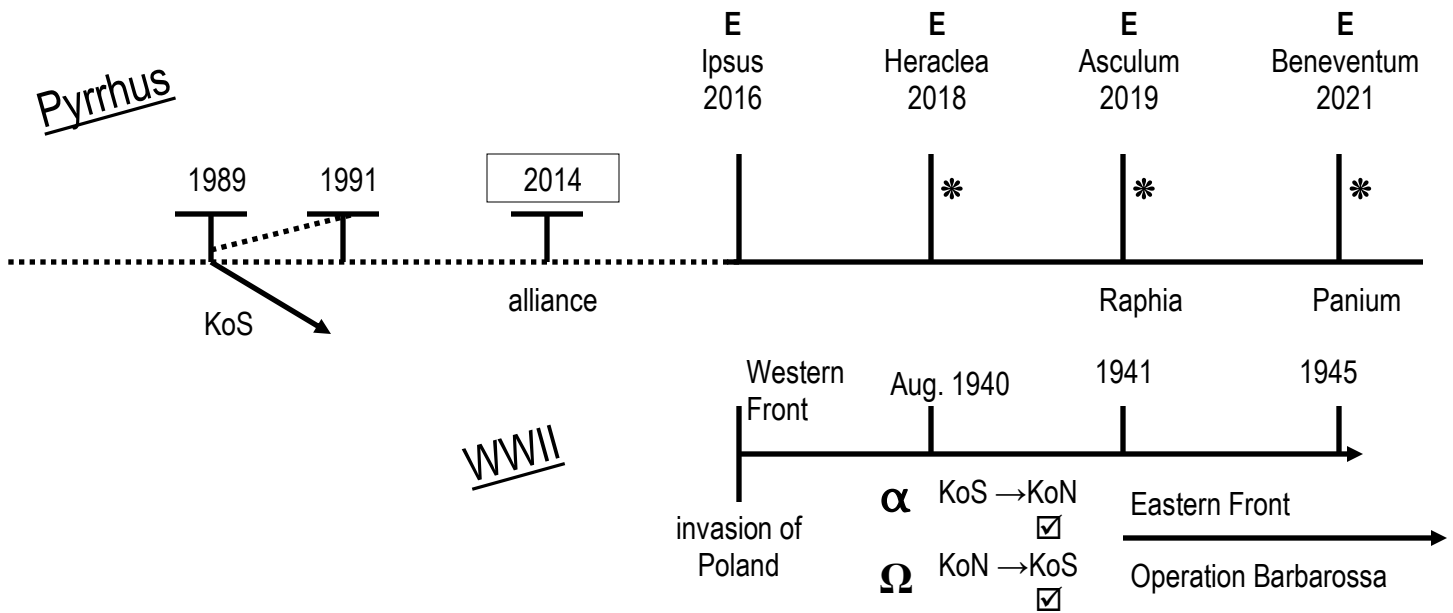 E E E E
Ipsus Heraclea Asculum Beneventum
2016 2018 2019 2021
Pyrrhus
1989 1991 2014
KoS
alliance
Raphia Panium
Western
Front
Aug. 1940
1941
1945
WWII
invasion of
Poland
α KoS →KoN
☑
Ω KoN →KoS
☑
Eastern Front
Operation Barbarossa